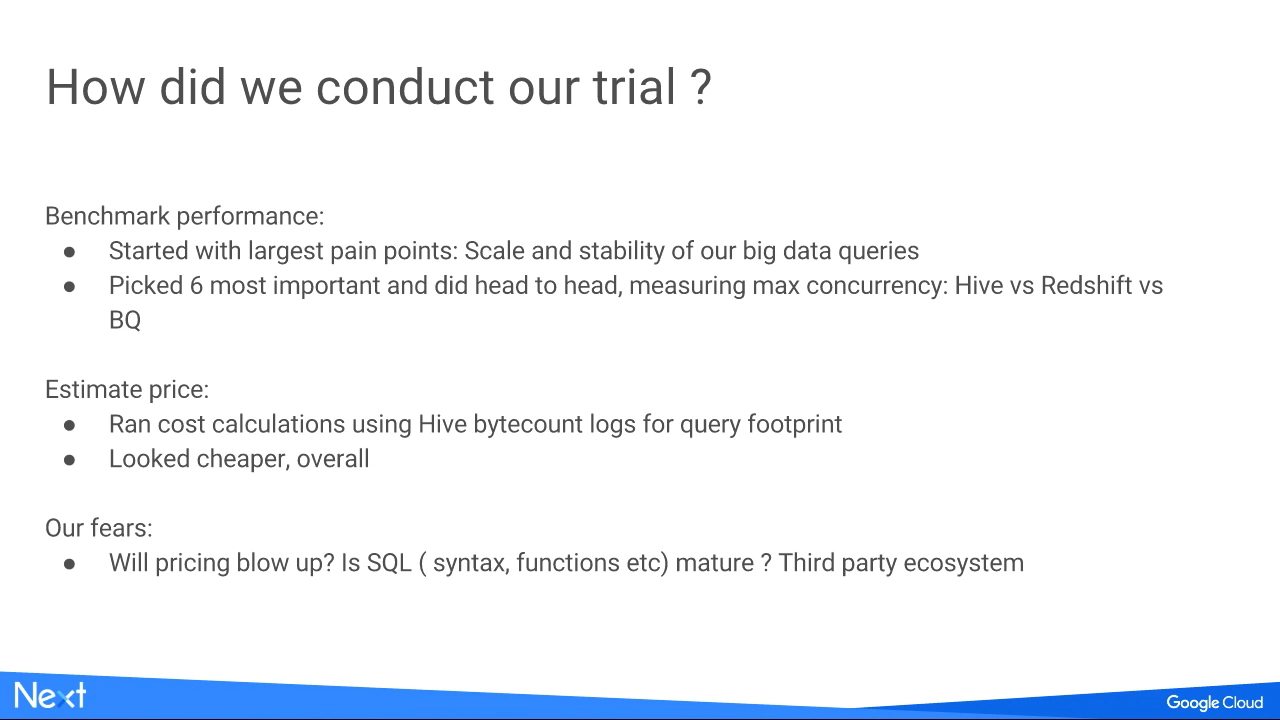 How did we conduct our trial ?
Benchmark performance:
● Started with largest pain points: Scale and stability of our big data queries
● Picked 6 most important and did head to head, measuring max concurrency: Hive vs Redshift vs
BQ
Estimate price:
● Ran cost calculations using Hive bytecount logs for query footprint
● Looked cheaper, overall
Our fears:
● Will pricing blow up? Is SQL ( syntax, functions etc) mature ? Third party ecosystem
Next
Google Cloud